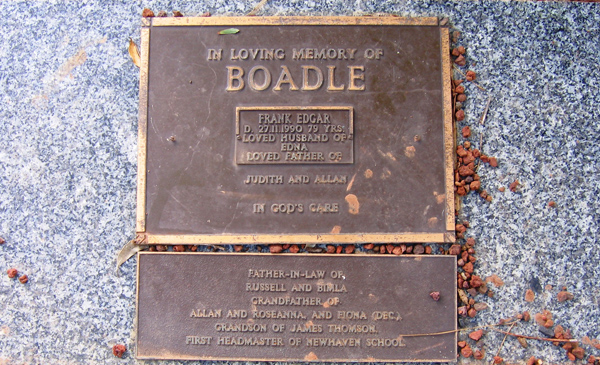 IN LOVING MEMORY OF
BOADLE
FRANK EDGAR
D. 27.11.1990 79 YRS.
LOVED HUSBAND OF
EDNA
LOVED FATHER OF
JUDITH AND ALLAN
IN GOD'S CARE
FATHER-IN-LAW OF
RUSSELL AND BIMLA
GRANDFATHER OF
ALLAN AND ROSEANNA, AND FIONA (DEC.)
GRANDSON OF JAMES THOMSON,
FIRST HEADMASTER OF NEWHAVEN SCHOOL